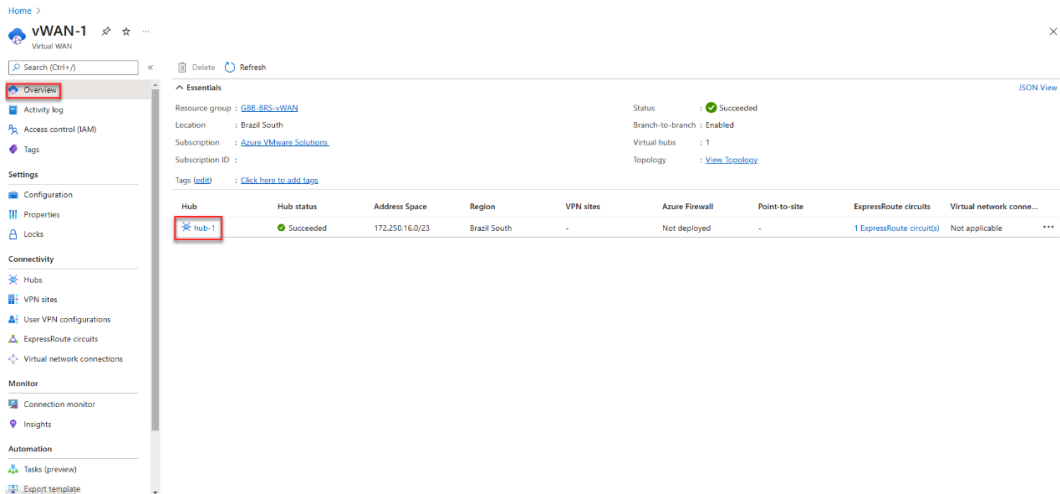 Home >
vWAN-1
Virtual WAN
Search (Ctrl+/)
«
Delete
Refresh
Overview
Activity log
Access control (IAM)
Tags
Settings
Configuration
Properties
Locks
Connectivity
Hubs
VPN sites
User VPN configurations
ExpressRoute circuits
Virtual network connections
Monitor
Connection monitor
Insights
Automation
Tasks (preview)
Export template
Essentials
JSON View
Resource group : GBB-BRS-vWAN
Location : Brazil South
Subscription : Azure VMware Solutions
Subscription ID :
Tags (edit) : Click here to add tags
Status : Succeeded
Branch-to-branch : Enabled
Virtual hubs : 1
Topology : View Topology
Hub Hub status Address Space Region VPN sites Azure Firewall Point-to-site ExpressRoute circuits Virtual network conne...
hub-1 Succeeded 172.250.16.0/23 Brazil South - Not deployed - 1 ExpressRoute circuit(s) Not applicable ...